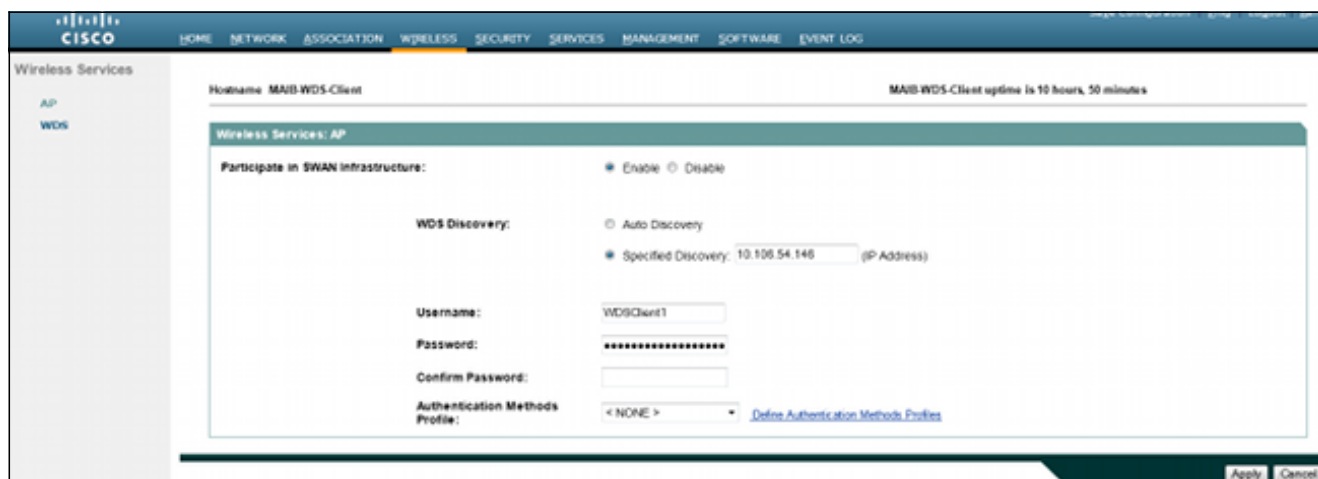 CISCO
HOME NETWORK ASSOCIATION WIRELESS SECURITY SERVICES MANAGEMENT SOFTWARE EVENT LOG
Wireless Services
AP
WDS
Hostname MAIB-WDS-Client
MAIB-WDS-Client uptime is 10 hours, 50 minutes
Wireless Services: AP
Participate in SWAN Infrastructure:
Enable Disable
WDS Discovery:
Auto Discovery
Specified Discovery: 10.106.54.146 (IP Address)
Username: WDSClient1
Password: ••••••••••••••••••
Confirm Password:
Authentication Methods
Profile:
< NONE >
Define Authentication Methods Profiles
Apply Cancel